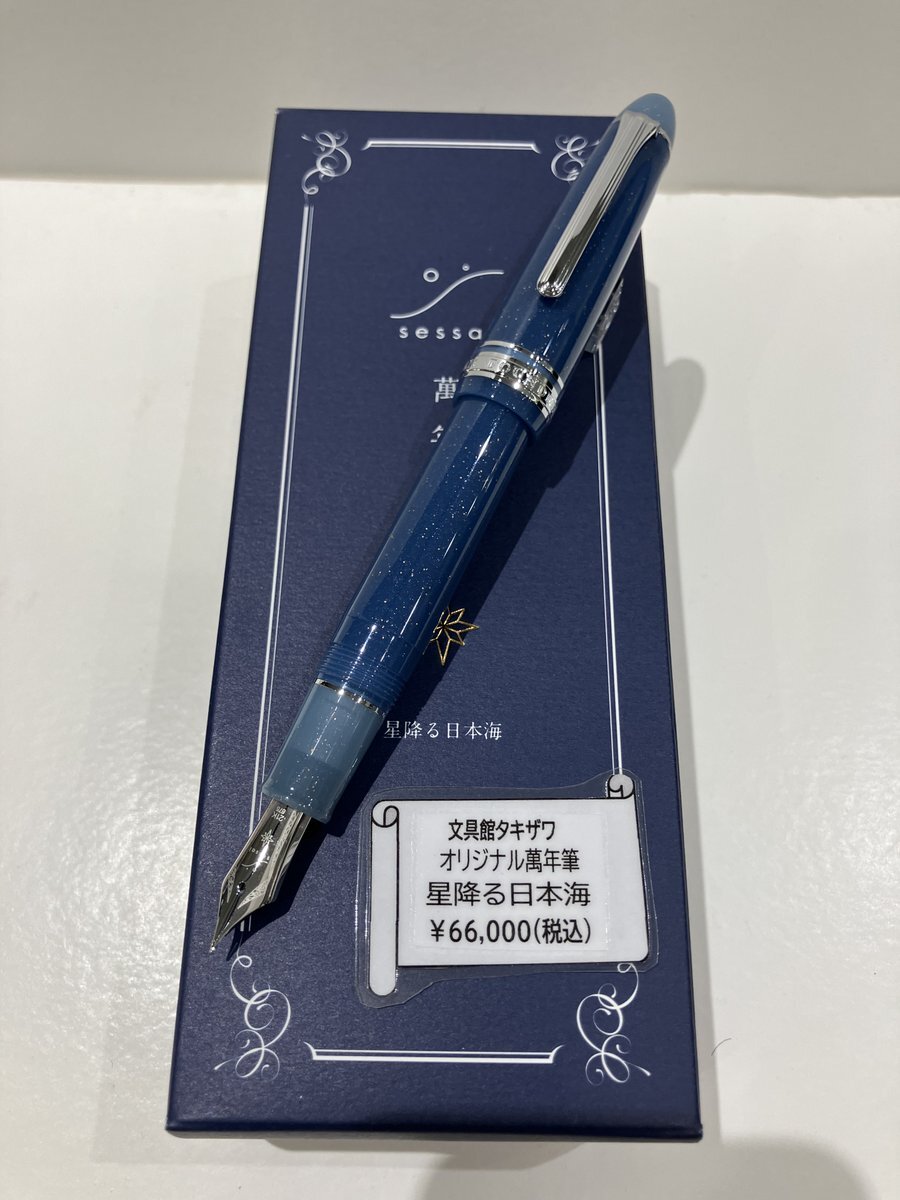 sessa
萬
星降る日本海
文具館タキザワ
オリジナル萬年筆
星降る日本海
￥66,000(税込)